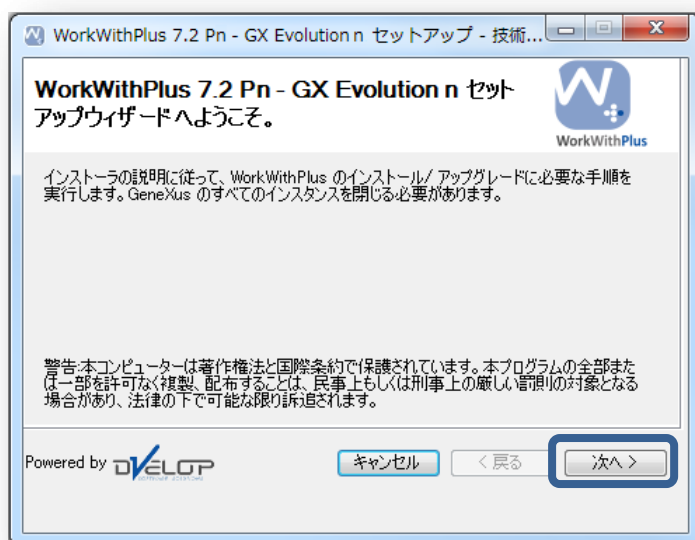 WorkWithPlus 7.2 Pn - GX Evolution n セットアップ - 技術...
WorkWithPlus 7.2 Pn - GX Evolution n セット
アップウィザードへようこそ。
WorkWithPlus
インストーラの説明に従って、WorkWithPlus のインストール/ アップグレードに必要な手順を
実行します。GeneXus のすべてのインスタンスを閉じる必要があります。
警告:本コンピューターは著作権法と国際条約で保護されています。本プログラムの全部また
は一部を許可なく複製、配布することは、民事上もしくは刑事上の厳しい罰則の対象となる
場合があり、法律の下で可能な限り訴追されます。
Powered by DVELOP
キャンセル
< 戻る
次へ >